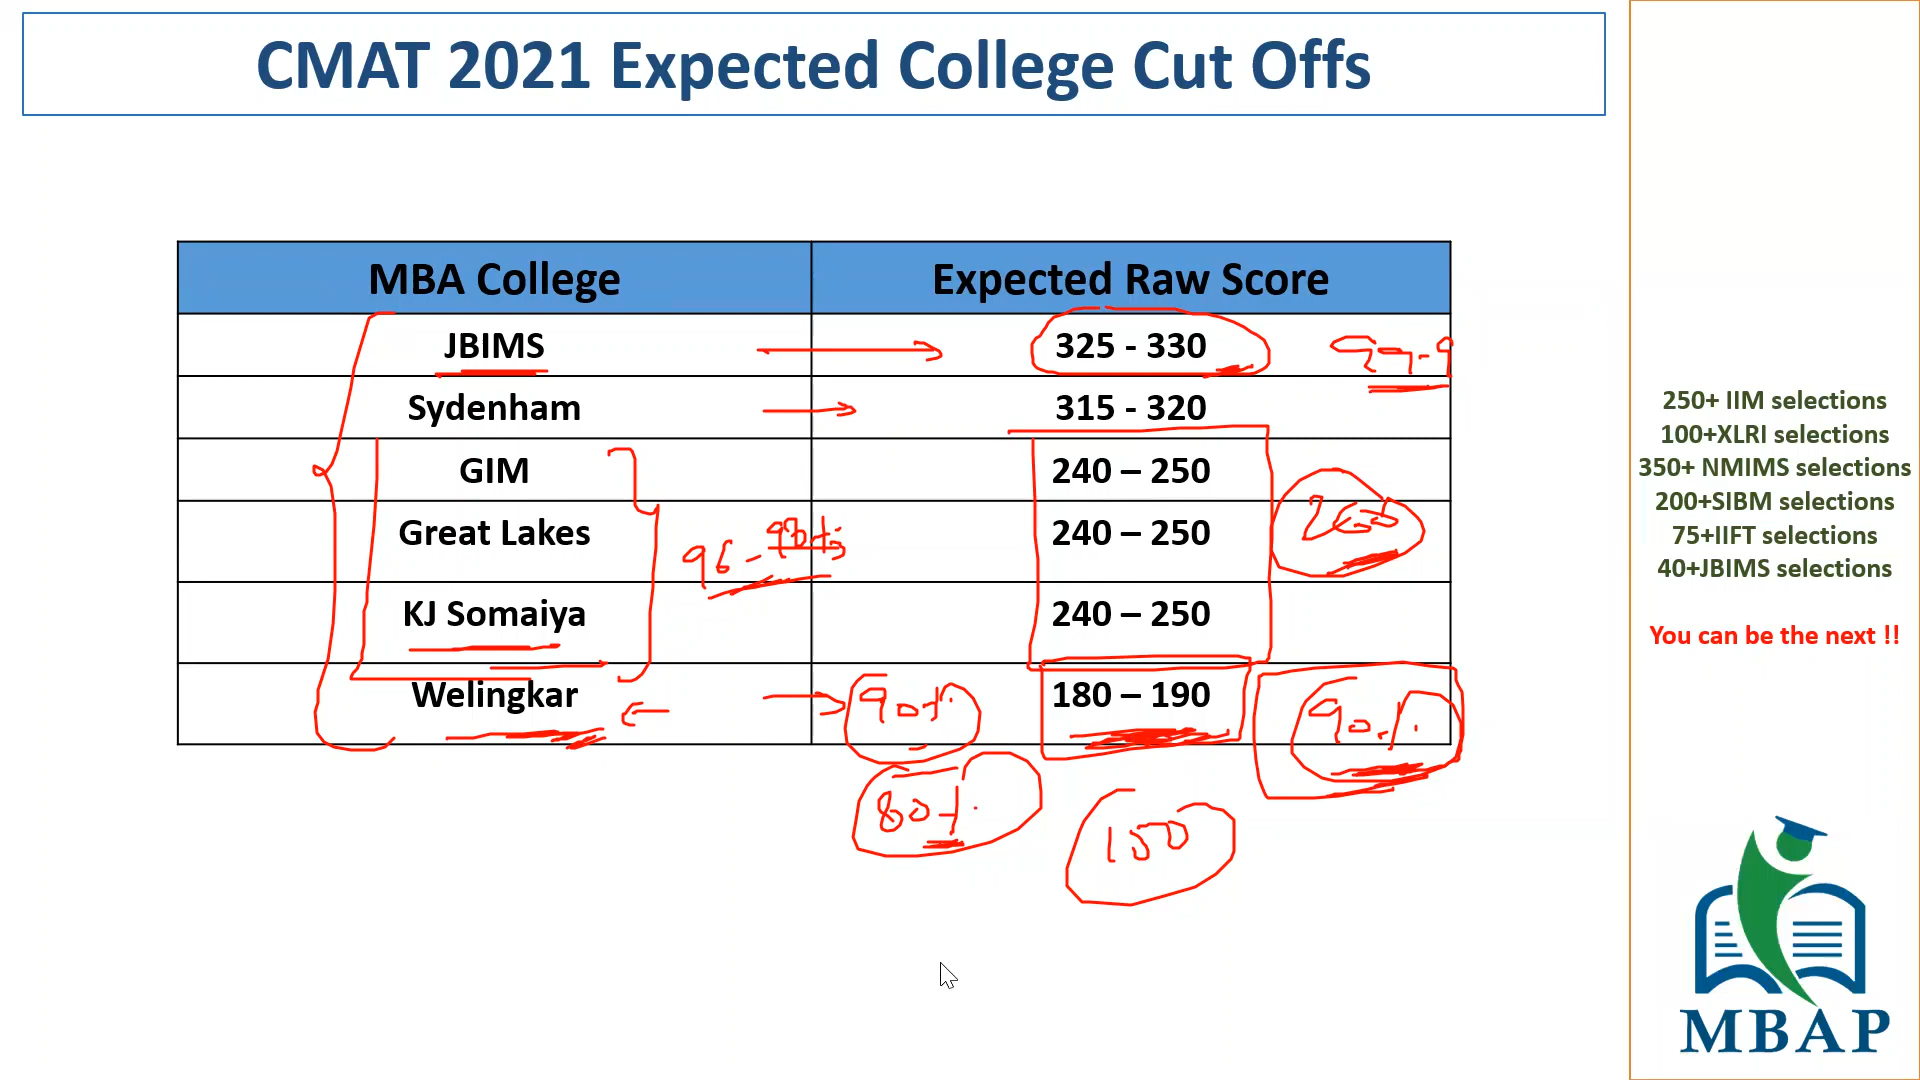 CMAT 2021 Expected College Cut Offs
MBA College Expected Raw Score
JBIMS 325 - 330 99.9
Sydenham 315 - 320
GIM 240 – 250
Great Lakes 240 – 250
96 -
KJ Somaiya 240 – 250
Welingkar 90% 180 – 190 90%
80%
150
250+ IIM selections
100+XLRI selections
350+ NMIMS selections
200+SIBM selections
75+IIFT selections
40+JBIMS selections
You can be the next !!
MBAP